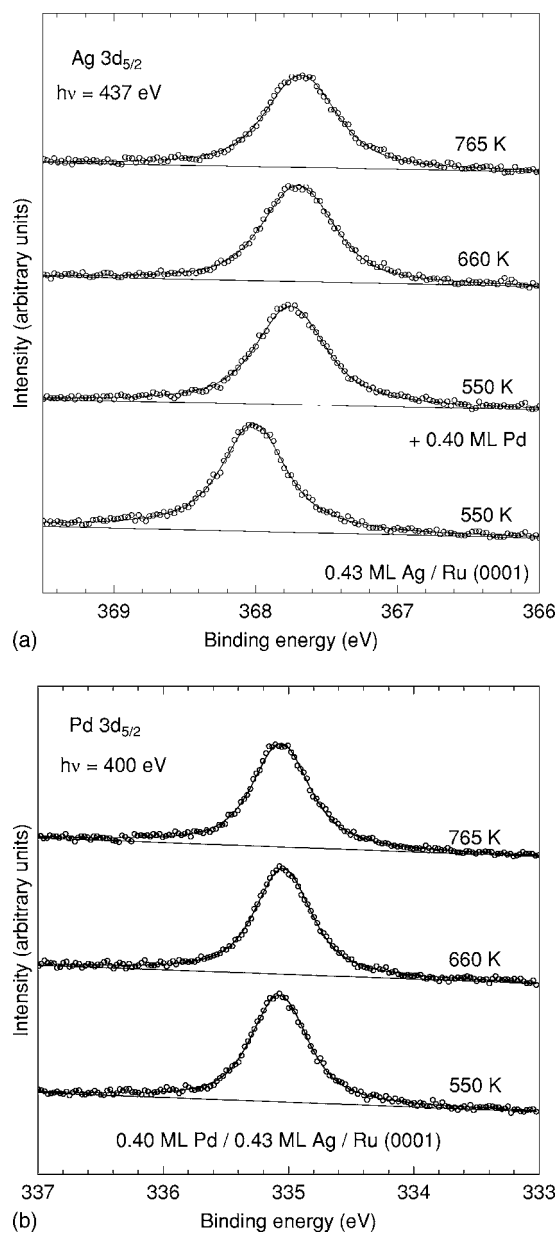 Ag 3d5/2
hν = 437 eV
765 K
660 K
550 K
+ 0.40 ML Pd
550 K
0.43 ML Ag / Ru (0001)
Intensity (arbitrary units)
369 368 367 366
Binding energy (eV)
(a)
Pd 3d5/2
hν = 400 eV
765 K
660 K
550 K
0.40 ML Pd / 0.43 ML Ag / Ru (0001)
Intensity (arbitrary units)
337 336 335 334 333
Binding energy (eV)
(b)